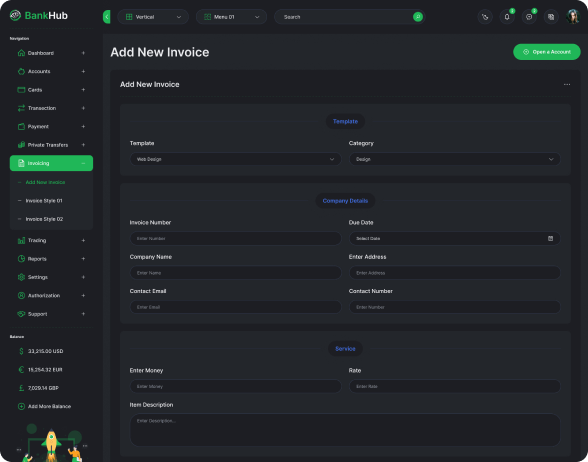 BankHub
Vertical
Menu 01
Search
Navigation
Dashboard
Accounts
Cards
Transection
Payment
Private Transfers
Invoicing
Add New Invoice
Invoice Style 01
Invoice Style 02
Trading
Reports
Settings
Authorization
Support
Balance
33,215.00 USD
15,254.32 EUR
7,029.14 GBP
Add More Balance
Add New Invoice
Open a Account
Add New Invoice
Template
Template
Category
Web Design
Design
Company Details
Invoice Number
Due Date
Enter Number
Select Date
Company Name
Enter Address
Enter Name
Enter Address
Contact Email
Contact Number
Enter Email
Enter Number
Service
Enter Money
Rate
Enter Money
Enter Rate
Item Description
Enter Description...